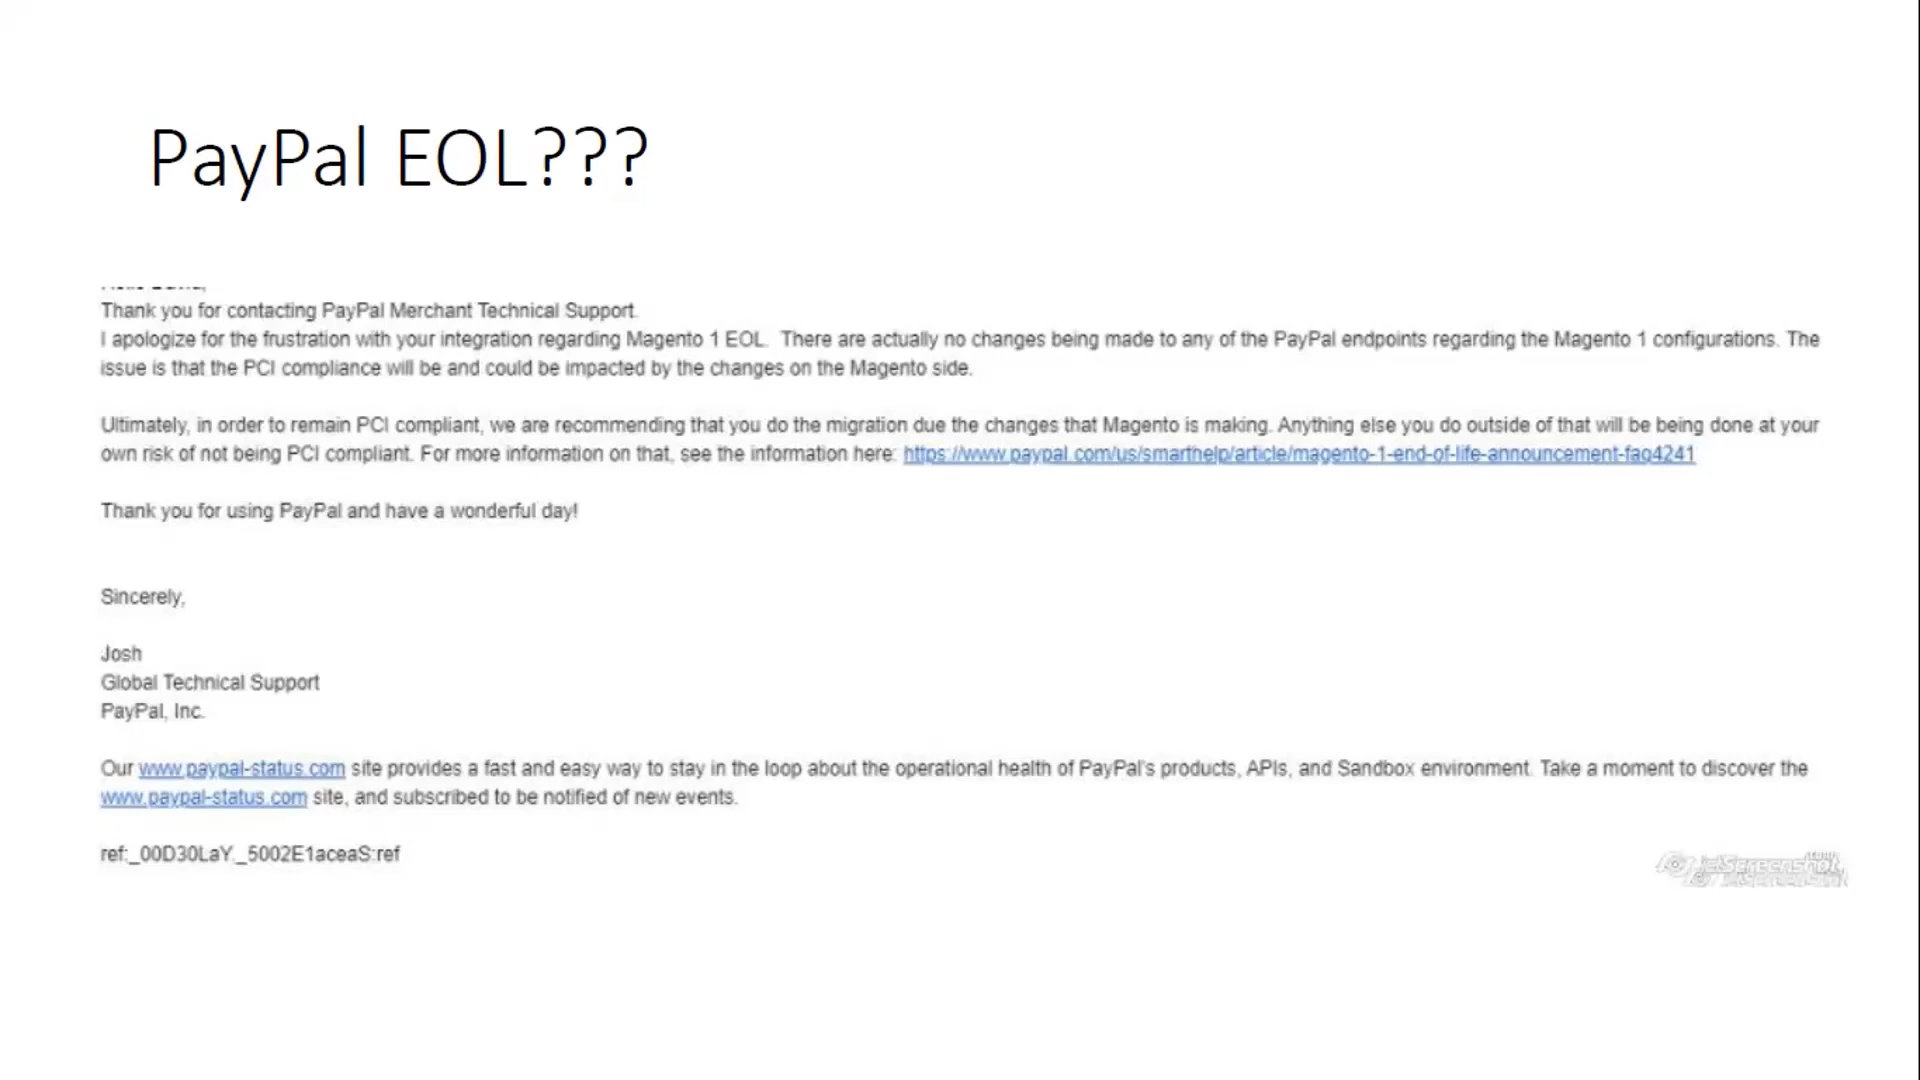 PayPal EOL???
Thank you for contacting PayPal Merchant Technical Support.
I apologize for the frustration with your integration regarding Magento 1 EOL.  There are actually no changes being made to any of the PayPal endpoints regarding the Magento 1 configurations. The
issue is that the PCI compliance will be and could be impacted by the changes on the Magento side.
Ultimately, in order to remain PCI compliant, we are recommending that you do the migration due the changes that Magento is making. Anything else you do outside of that will be being done at your
own risk of not being PCI compliant. For more information on that, see the information here: https://www.paypal.com/us/smarthelp/article/magento-1-end-of-life-announcement-faq4241
Thank you for using PayPal and have a wonderful day!
Sincerely,
Josh
Global Technical Support
PayPal, Inc.
Our www.paypal-status.com site provides a fast and easy way to stay in the loop about the operational health of PayPal's products, APIs, and Sandbox environment. Take a moment to discover the
www.paypal-status.com site, and subscribed to be notified of new events.
ref:_00D30LaY._5002E1aceaS:ref